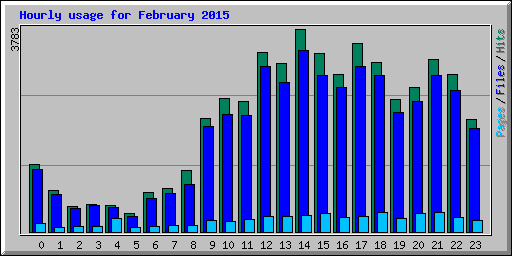 Hourly usage for February 2015
3783
Pages / Files / Hits
0 1 2 3 4 5 6 7 8 9 10 11 12 13 14 15 16 17 18 19 20 21 22 23